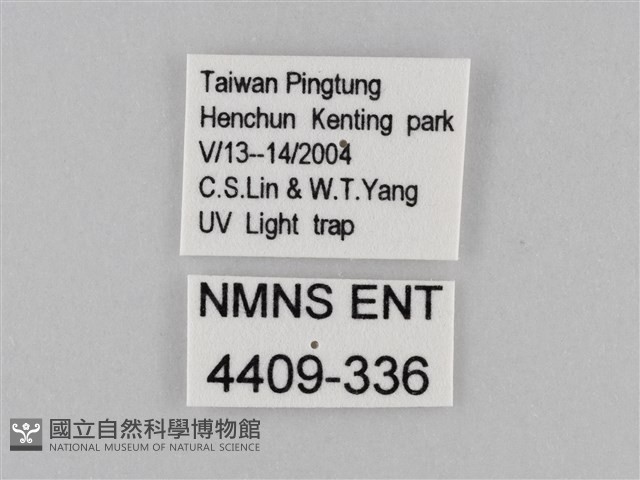 Taiwan Pingtung
Henchun Kenting park
V/13--14/2004
C.S.Lin & W.T.Yang
UV Light trap
NMNS ENT
4409-336
國立自然科學博物館
NATIONAL MUSEUM OF NATURAL SCIENCE